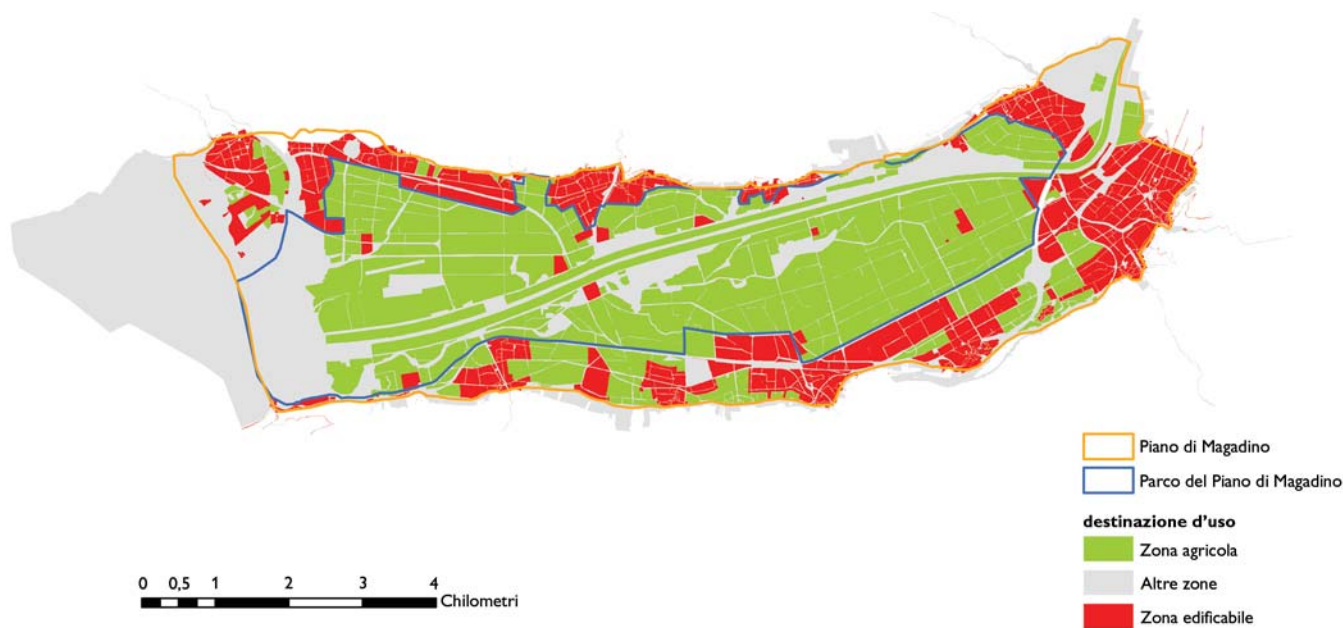 Piano di Magadino
Parco del Piano di Magadino
destinazione d'uso
Zona agricola
Altre zone
Zona edificabile
0 0,5 1 2 3 4
Chilometri